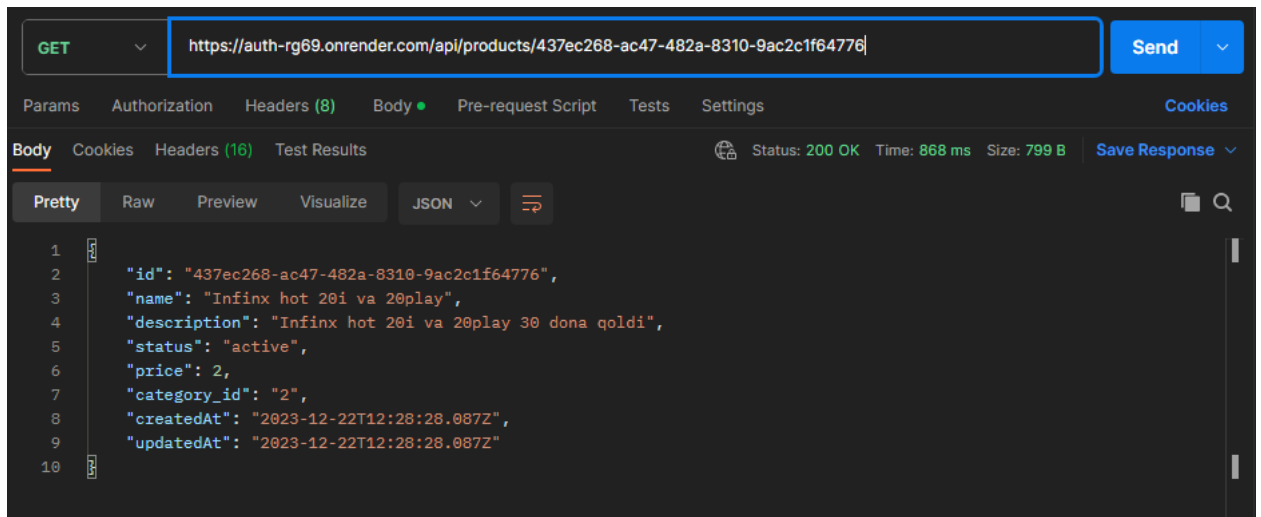 GET https://auth-rg69.onrender.com/api/products/437ec268-ac47-482a-8310-9ac2c1f64776 Send
Params Authorization Headers (8) Body Pre-request Script Tests Settings Cookies
Body Cookies Headers (16) Test Results Status: 200 OK Time: 868 ms Size: 799 B Save Response
Pretty Raw Preview Visualize JSON
1 {
2 "id": "437ec268-ac47-482a-8310-9ac2c1f64776",
3 "name": "Infinx hot 20i va 20play",
4 "description": "Infinx hot 20i va 20play 30 dona qoldi",
5 "status": "active",
6 "price": 2,
7 "category_id": "2",
8 "createdAt": "2023-12-22T12:28:28.087Z",
9 "updatedAt": "2023-12-22T12:28:28.087Z"
10 }